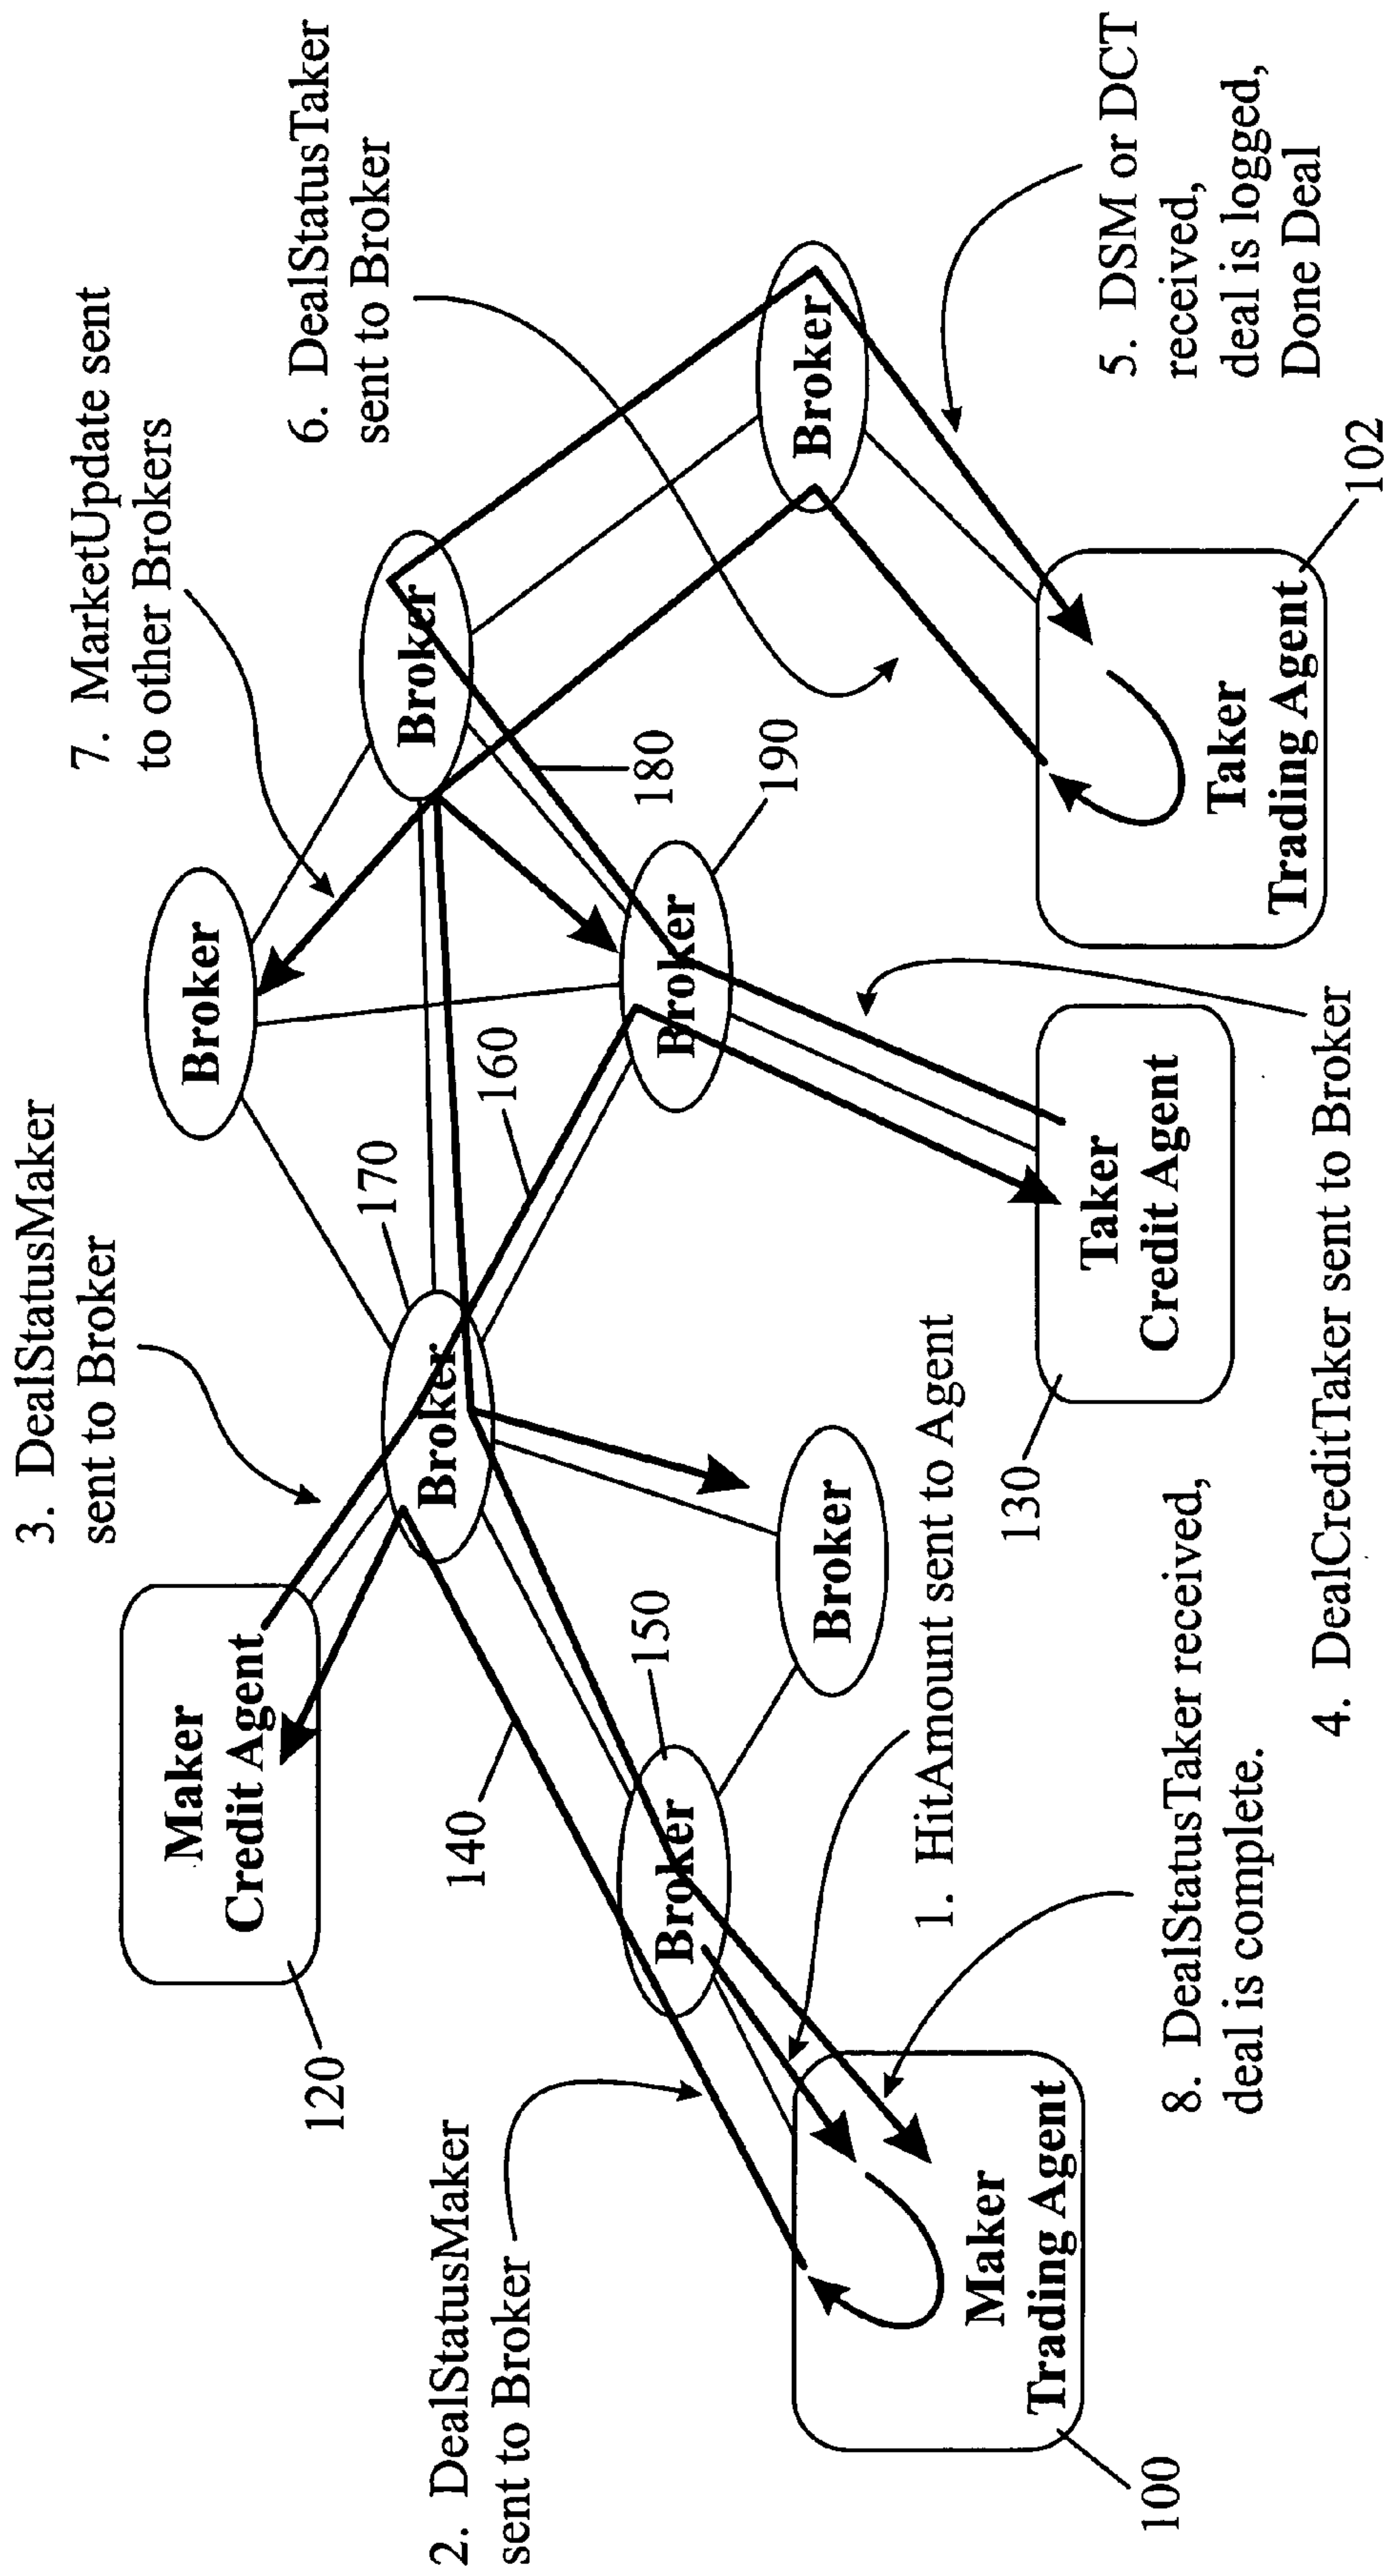 3. DealStatusMaker
sent to Broker
7. MarketUpdate sent
to other Brokers
6. DealStatusTaker
sent to Broker
2. DealStatusMaker
sent to Broker
120
Maker
Credit Agent
140
170
160
180
190
150
Broker
Broker
Broker
Broker
Broker
Broker
Broker
100
Maker
Trading Agent
1. HitAmount sent to Agent
130
Taker
Credit Agent
Taker
Trading Agent
102
5. DSM or DCT
received,
deal is logged,
Done Deal
8. DealStatusTaker received,
deal is complete.
4. DealCreditTaker sent to Broker